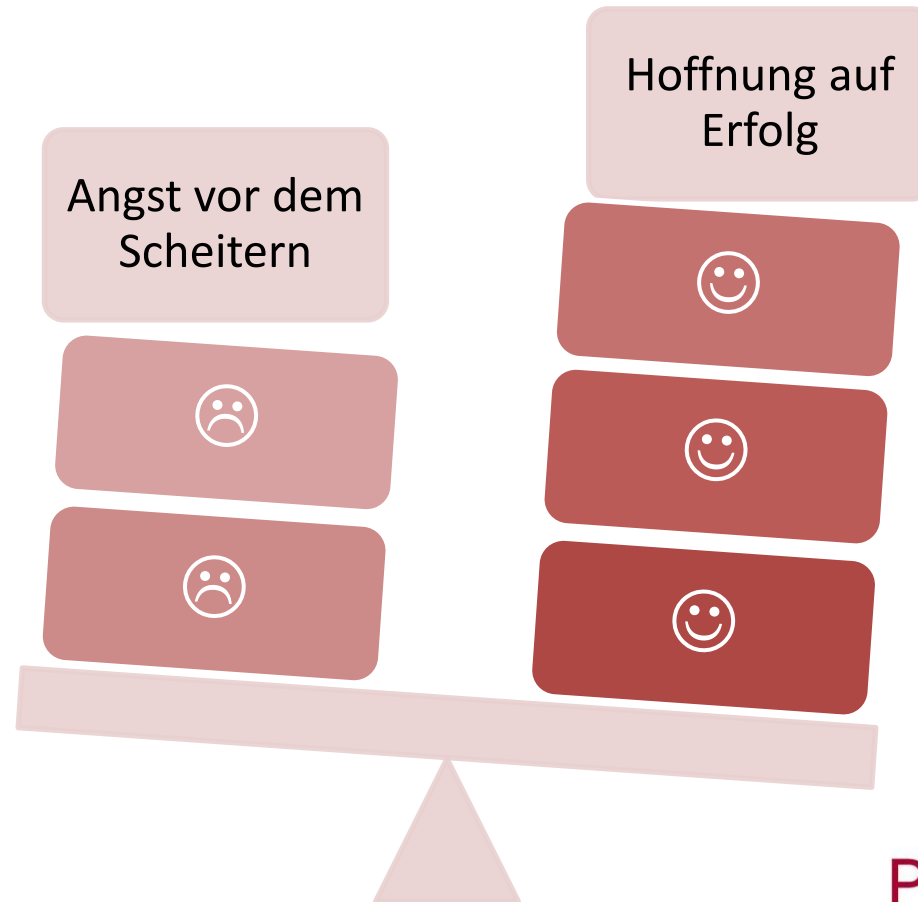 Hoffnung auf
Erfolg
Angst vor dem
Scheitern
P